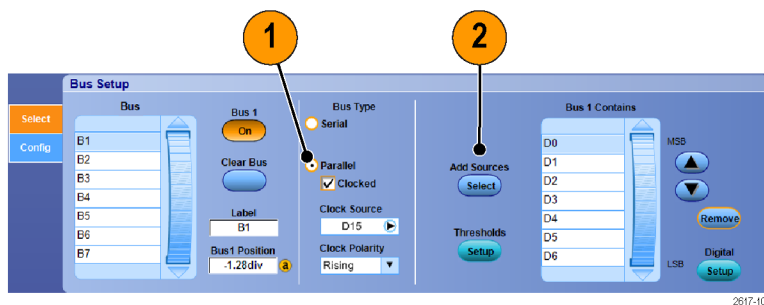 1
2
Bus Setup
Select
Config
Bus
B1
B2
B3
B4
B5
B6
B7
Bus 1
On
Clear Bus
Label
B1
Bus1 Position
-1.28div
a
Bus Type
Serial
Parallel
Clocked
Clock Source
D15
Clock Polarity
Rising
Add Sources
Select
Thresholds
Setup
Bus 1 Contains
D0
D1
D2
D3
D4
D5
D6
MSB
Remove
LSB
Digital
Setup